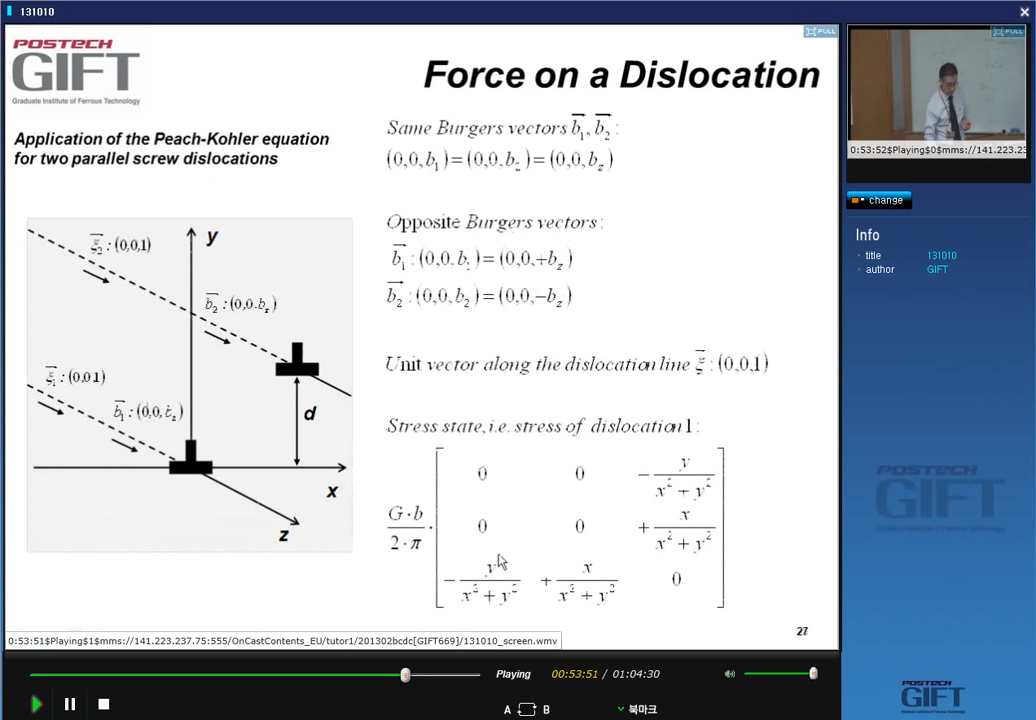 131010
POSTECH
GIFT
Graduate Institute of Ferrous Technology
Force on a Dislocation
FULL
Application of the Peach-Kohler equation
for two parallel screw dislocations
Same Burgers vectors b₁, b₂ :
(0,0,b₁) = (0,0,b₂) = (0,0,b_z)
Opposite Burgers vectors :
b₁ : (0,0,b₁) = (0,0,+b_z)
b₂ : (0,0,b₂) = (0,0,−b_z)
Unit vector along the dislocation line ξ : (0,0,1)
Stress state, i.e. stress of dislocation 1 :
G · b / 2 · π ·
0 0 − y / x² + y²
0 0 + x / x² + y²
− y / x² + y² + x / x² + y² 0
ξ₂ : (0,0,1)
y
b₂ : (0,0.b_z)
ξ₁ : (0,0 1)
b₁ : (0,0,b_z)
d
x
z
27
0:53:51$Playing$1$mms://141.223.237.75:555/OnCastContents_EU/tutor1/201302bcdc[GIFT669]/131010_screen.wmv
FULL
0:53:52$Playing$0$mms://141.223.23
change
Info
title 131010
author GIFT
POSTECH
GIFT
Playing
00:53:51 / 01:04:30
A B
북마크
POSTECH
GIFT